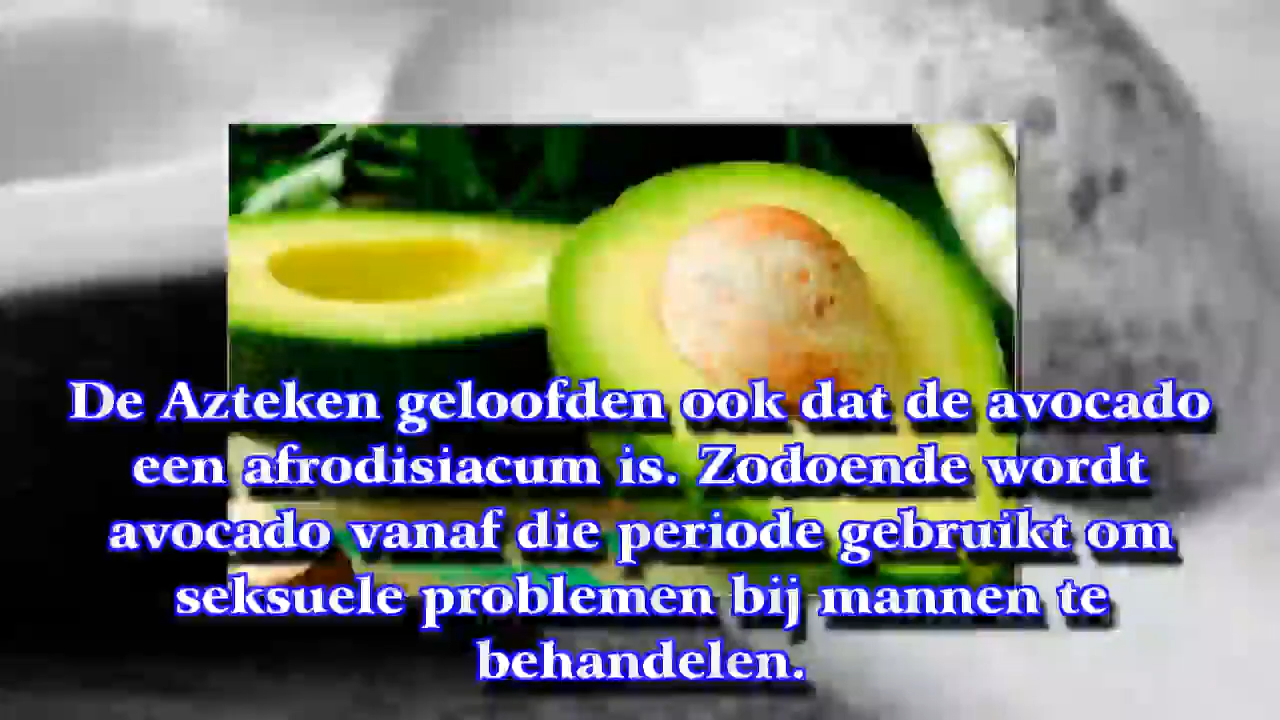 De Azteken geloofden ook dat de avocado
een afrodisiacum is. Zodoende wordt
avocado vanaf die periode gebruikt om
seksuele problemen bij mannen te
behandelen.